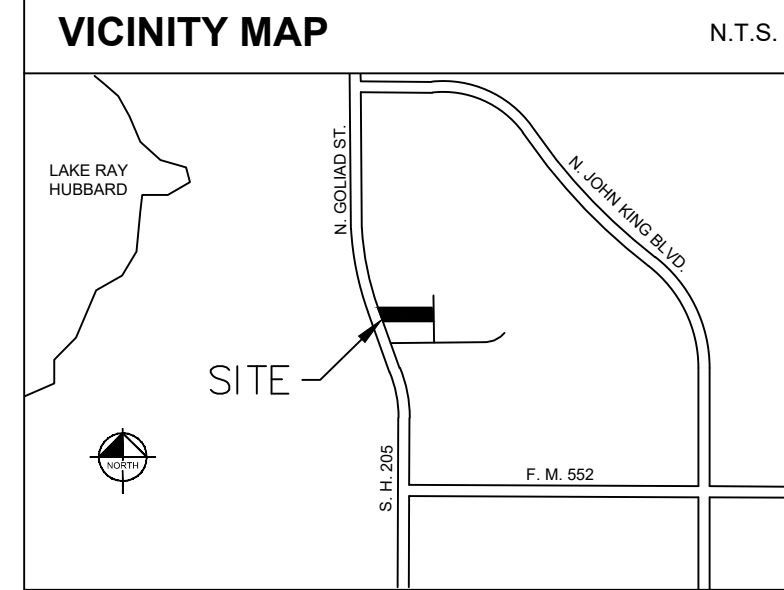 VICINITY MAP
N.T.S.
LAKE RAY
HUBBARD
N. GOLIAD ST.
N. JOHN KING BLVD.
SITE
NORTH
S. H. 205
F. M. 552